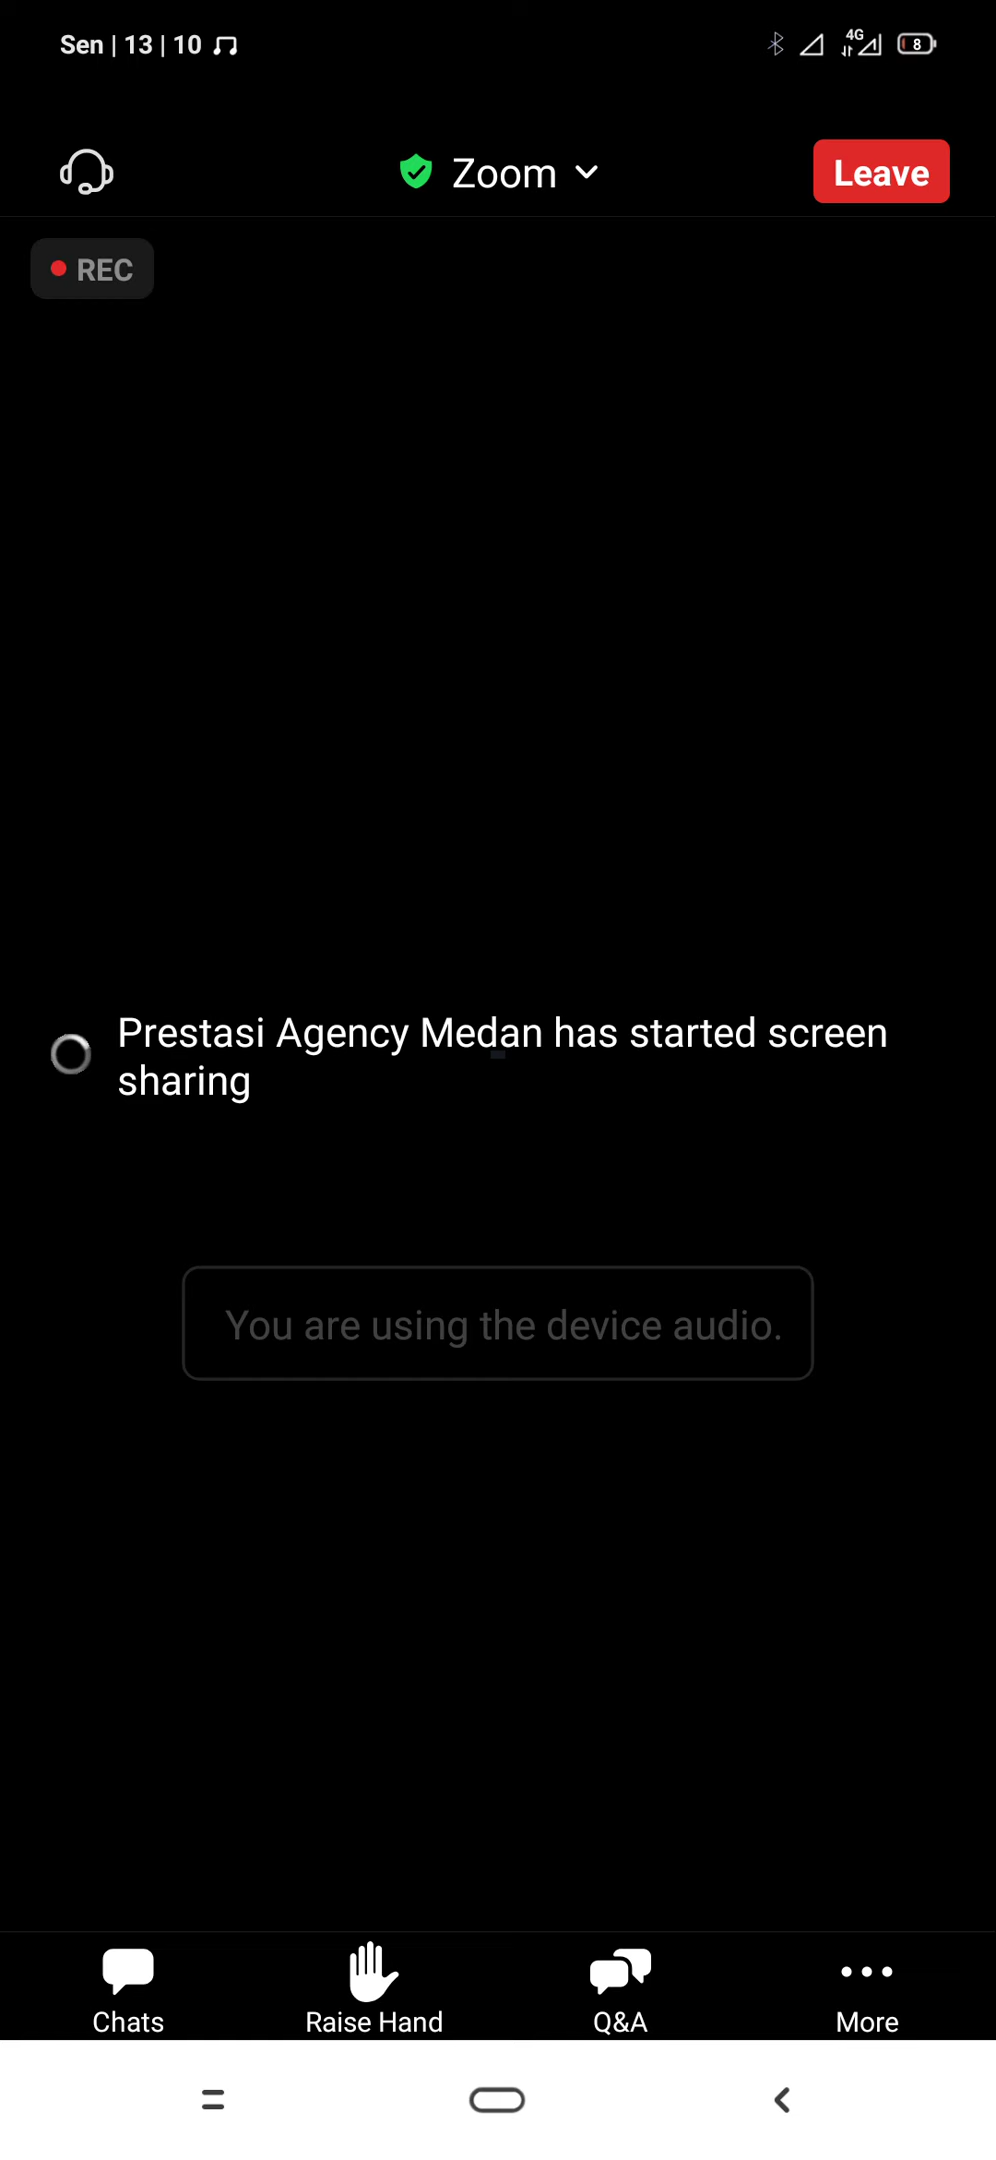 Sen | 13 | 10
4G
8
Zoom
Leave
REC
Prestasi Agency Medan has started screen
sharing
You are using the device audio.
Chats
Raise Hand
Q&A
More